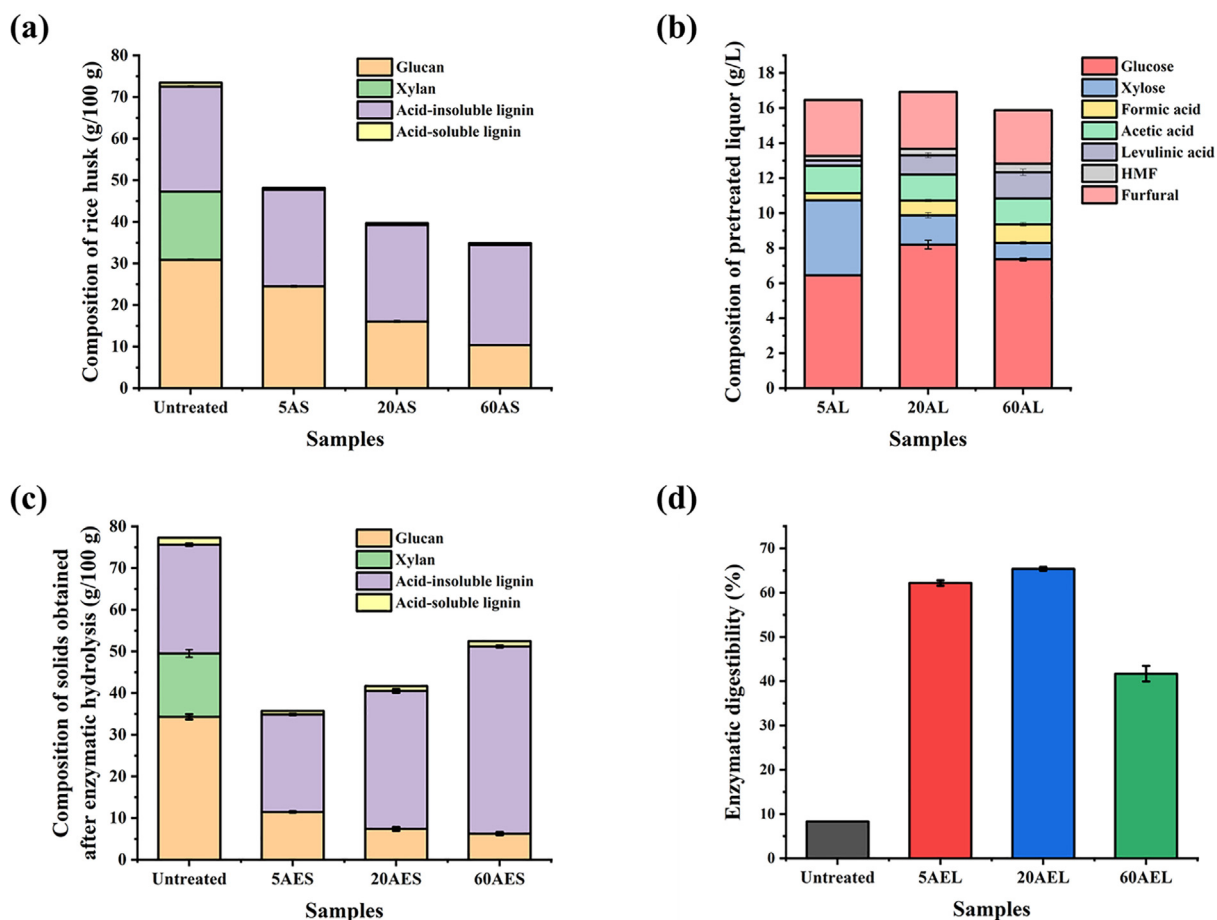 (a)
Composition of rice husk (g/100 g)
80
70
60
50
40
30
20
10
0
Glucan
Xylan
Acid-insoluble lignin
Acid-soluble lignin
Untreated 5AS 20AS 60AS
Samples
(b)
Composition of pretreated liquor (g/L)
18
16
14
12
10
8
6
4
2
0
Glucose
Xylose
Formic acid
Acetic acid
Levulinic acid
HMF
Furfural
5AL 20AL 60AL
Samples
(c)
Composition of solids obtained
after enzymatic hydrolysis (g/100 g)
80
70
60
50
40
30
20
10
0
Glucan
Xylan
Acid-insoluble lignin
Acid-soluble lignin
Untreated 5AES 20AES 60AES
Samples
(d)
Enzymatic digestibility (%)
70
60
50
40
30
20
10
0
Untreated 5AEL 20AEL 60AEL
Samples